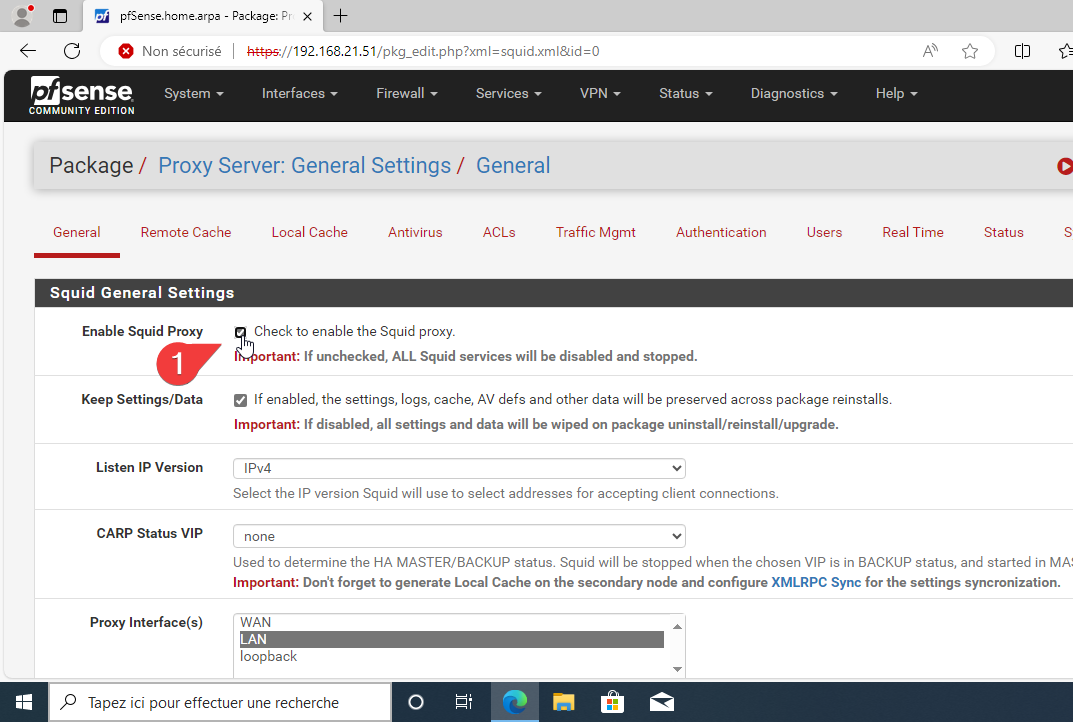 pfSense.home.arpa - Package: Pr
Non sécurisé
https://192.168.21.51/pkg_edit.php?xml=squid.xml&id=0
pfsense
COMMUNITY EDITION
System
Interfaces
Firewall
Services
VPN
Status
Diagnostics
Help
Package / Proxy Server: General Settings / General
General
Remote Cache
Local Cache
Antivirus
ACLs
Traffic Mgmt
Authentication
Users
Real Time
Status
S
Squid General Settings
Enable Squid Proxy
Check to enable the Squid proxy.
Important: If unchecked, ALL Squid services will be disabled and stopped.
1
Keep Settings/Data
If enabled, the settings, logs, cache, AV defs and other data will be preserved across package reinstalls.
Important: If disabled, all settings and data will be wiped on package uninstall/reinstall/upgrade.
Listen IP Version
IPv4
Select the IP version Squid will use to select addresses for accepting client connections.
CARP Status VIP
none
Used to determine the HA MASTER/BACKUP status. Squid will be stopped when the chosen VIP is in BACKUP status, and started in MAS
Important: Don't forget to generate Local Cache on the secondary node and configure XMLRPC Sync for the settings syncronization.
Proxy Interface(s)
WAN
LAN
loopback
Tapez ici pour effectuer une recherche